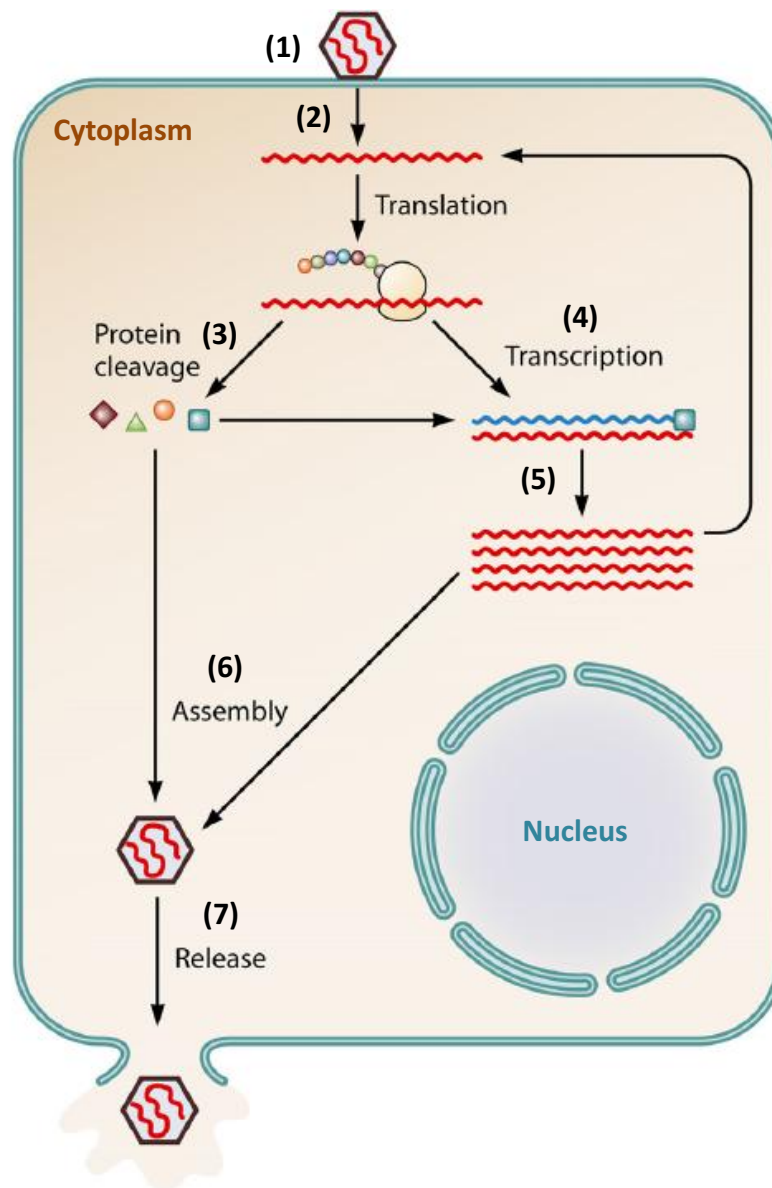 (1)
(2)
Cytoplasm
Translation
(3)
Protein
cleavage
(4)
Transcription
(5)
(6)
Assembly
Nucleus
(7)
Release